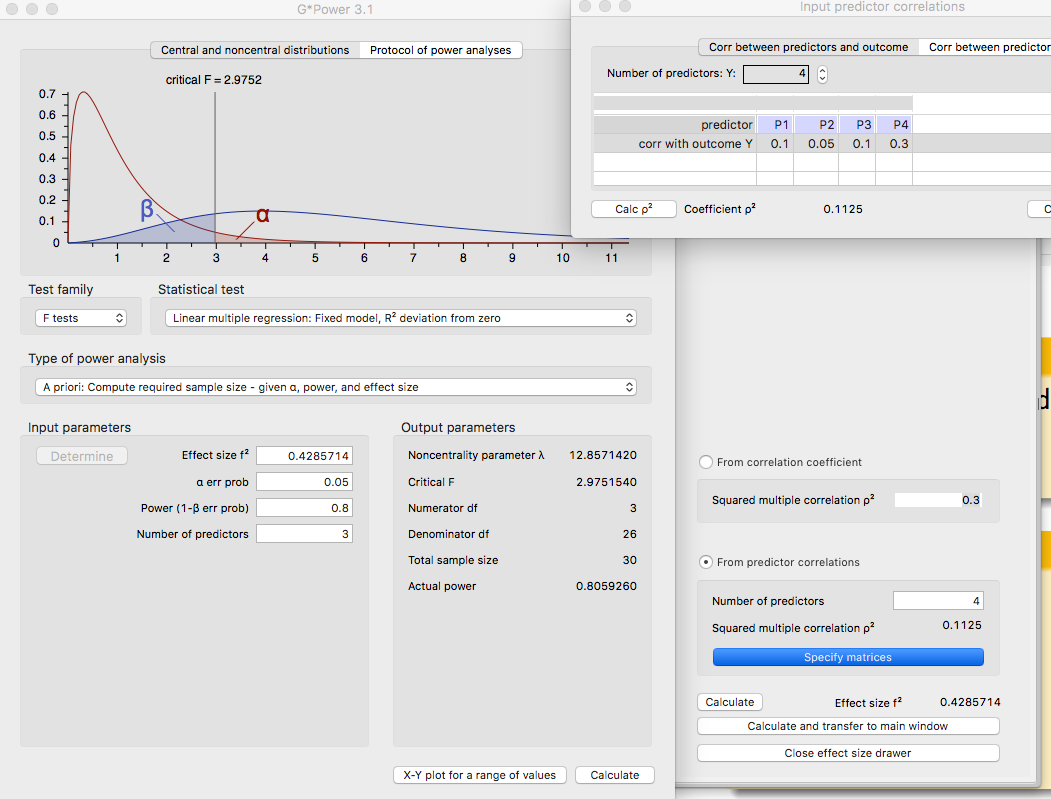 G*Power 3.1
Central and noncentral distributions Protocol of power analyses
critical F = 2.9752
0.7
0.6
0.5
0.4
0.3
0.2
0.1
0
β
α
1 2 3 4 5 6 7 8 9 10 11
Test family
F tests
Statistical test
Linear multiple regression: Fixed model, R² deviation from zero
Type of power analysis
A priori: Compute required sample size - given α, power, and effect size
Input parameters
Determine
Effect size f² 0.4285714
α err prob 0.05
Power (1-β err prob) 0.8
Number of predictors 3
Output parameters
Noncentrality parameter λ 12.8571420
Critical F 2.9751540
Numerator df 3
Denominator df 26
Total sample size 30
Actual power 0.8059260
X-Y plot for a range of values Calculate
Input predictor correlations
Corr between predictors and outcome Corr between predictor
Number of predictors: Y: 4
predictor P1 P2 P3 P4
corr with outcome Y 0.1 0.05 0.1 0.3
Calc ρ² Coefficient ρ² 0.1125
C
d
From correlation coefficient
Squared multiple correlation ρ² 0.3
From predictor correlations
Number of predictors 4
Squared multiple correlation ρ² 0.1125
Specify matrices
Calculate Effect size f² 0.4285714
Calculate and transfer to main window
Close effect size drawer